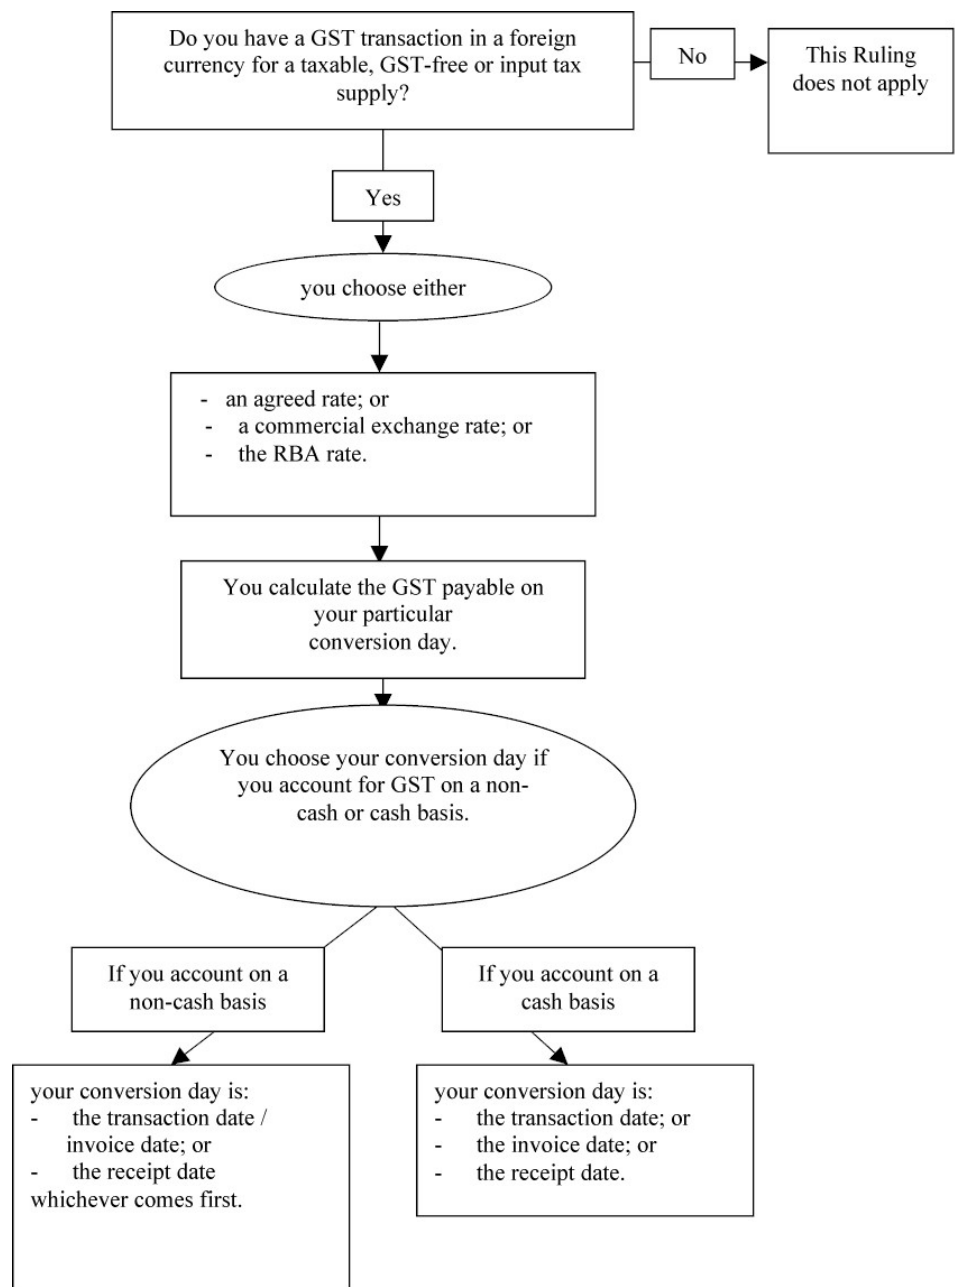 Do you have a GST transaction in a foreign
currency for a taxable, GST-free or input tax
supply?
No
This Ruling
does not apply
Yes
you choose either
- an agreed rate; or
- a commercial exchange rate; or
- the RBA rate.
You calculate the GST payable on
your particular
conversion day.
You choose your conversion day if
you account for GST on a non-
cash or cash basis.
If you account on a
non-cash basis
If you account on a
cash basis
your conversion day is:
- the transaction date /
invoice date; or
- the receipt date
whichever comes first.
your conversion day is:
- the transaction date; or
- the invoice date; or
- the receipt date.